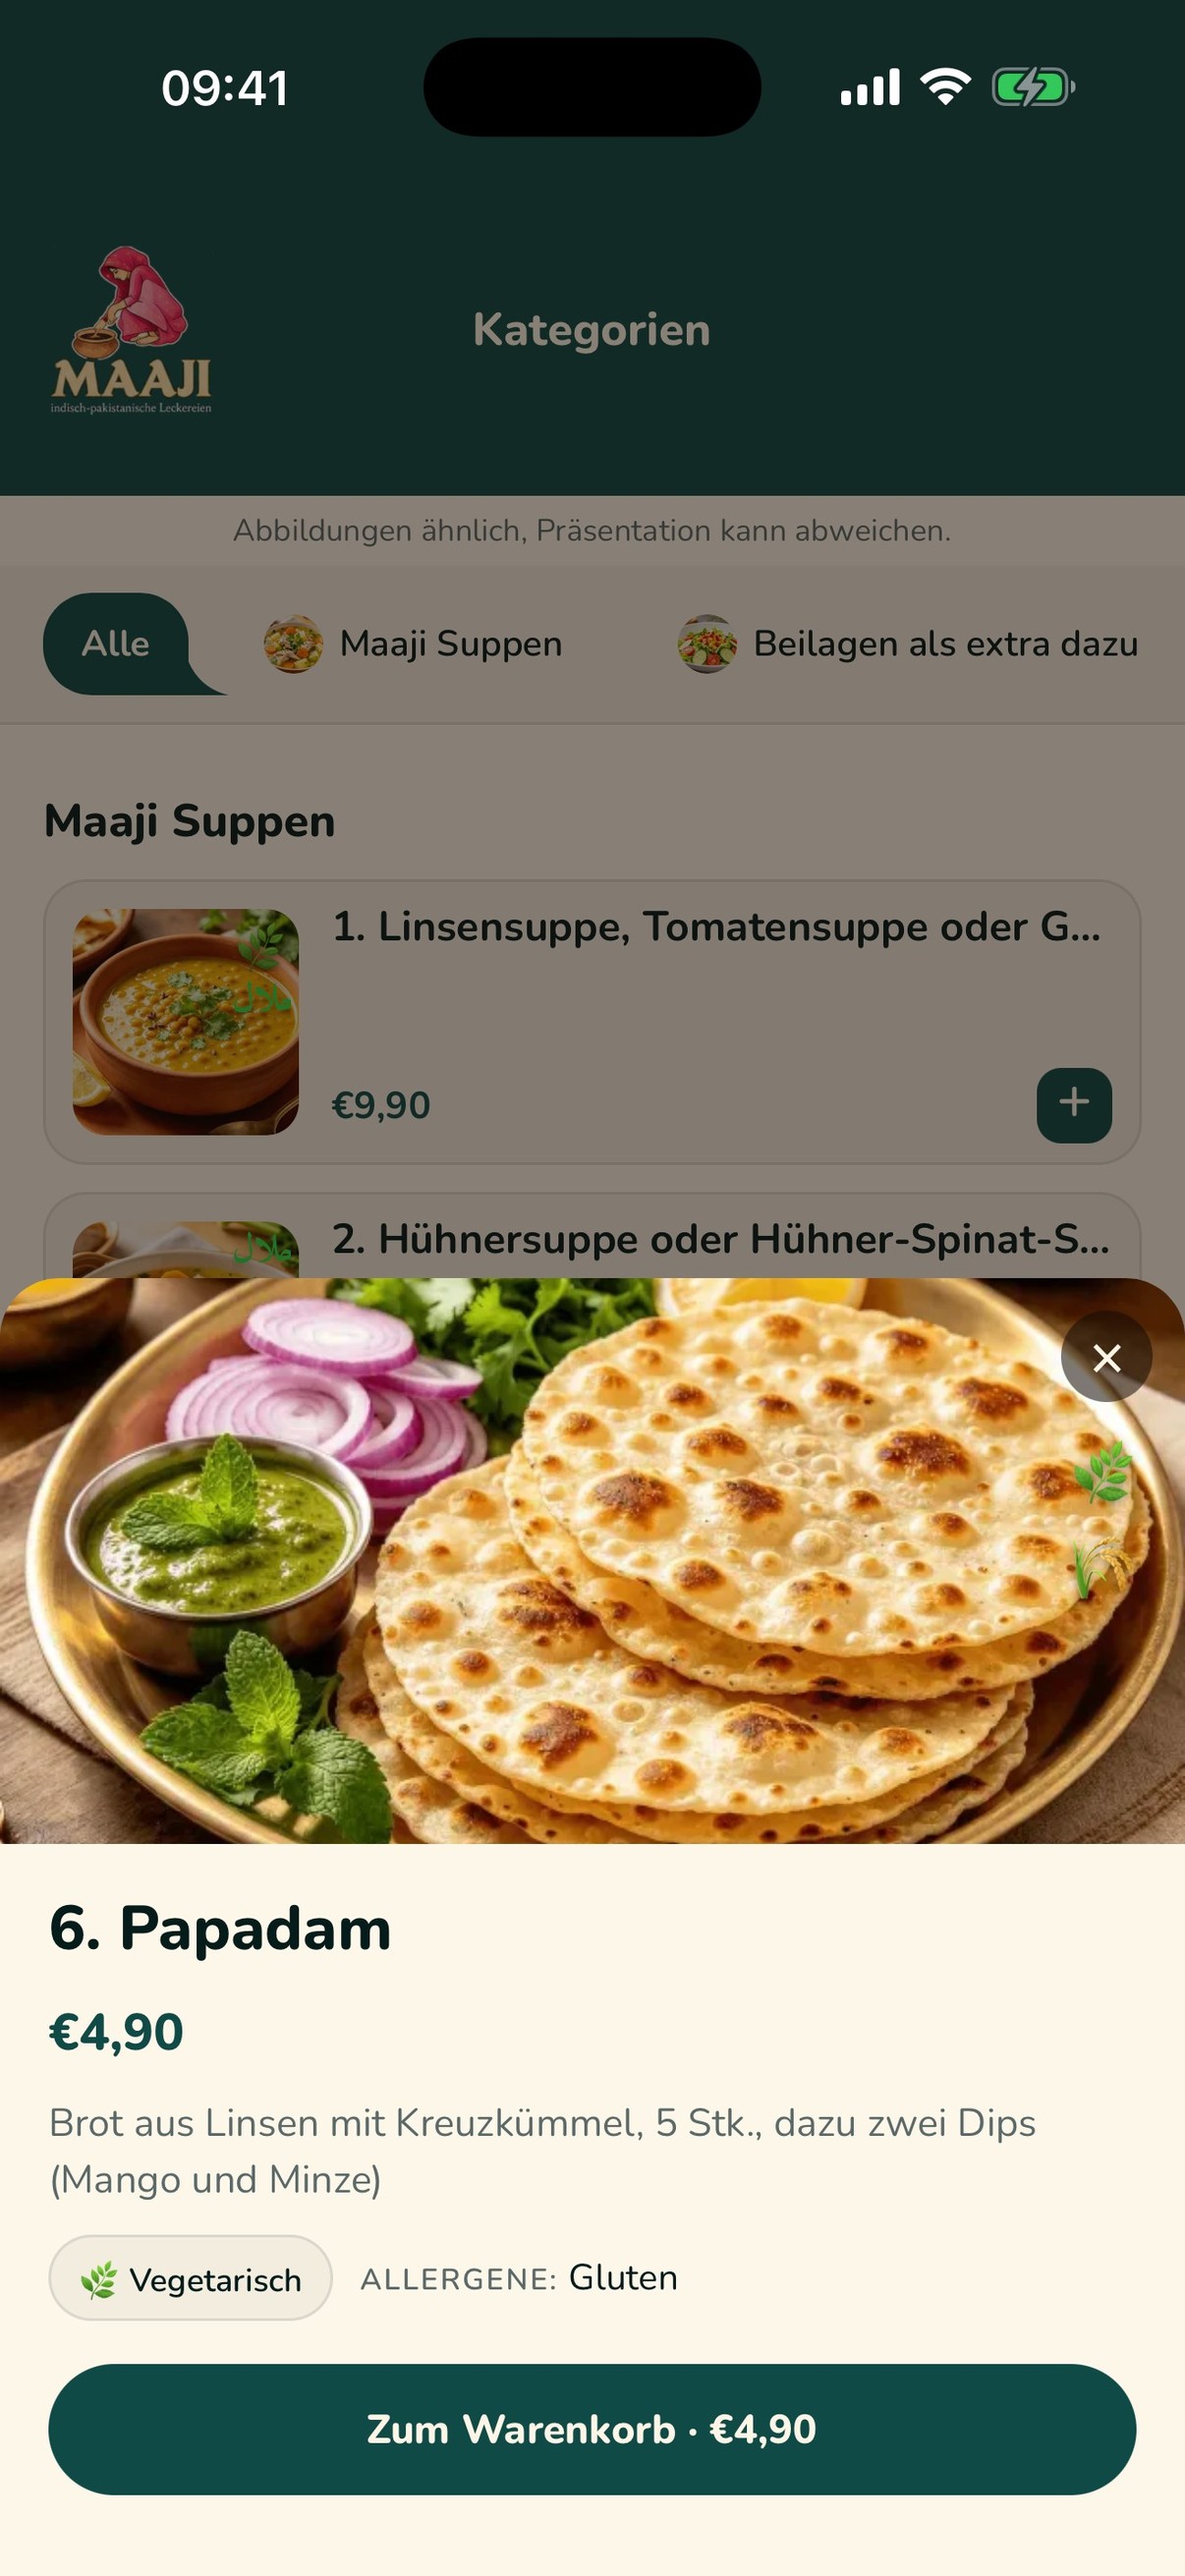 09:41
MAAJI
indisch-pakistanische Leckereien
Kategorien
Abbildungen ähnlich, Präsentation kann abweichen.
Alle
Maaji Suppen
Beilagen als extra dazu
Maaji Suppen
1. Linsensuppe, Tomatensuppe oder G...
حلال
€9,90
+
2. Hühnersuppe oder Hühner-Spinat-S...
حلال
6. Papadam
€4,90
Brot aus Linsen mit Kreuzkümmel, 5 Stk., dazu zwei Dips
(Mango und Minze)
Vegetarisch
ALLERGENE: Gluten
Zum Warenkorb · €4,90